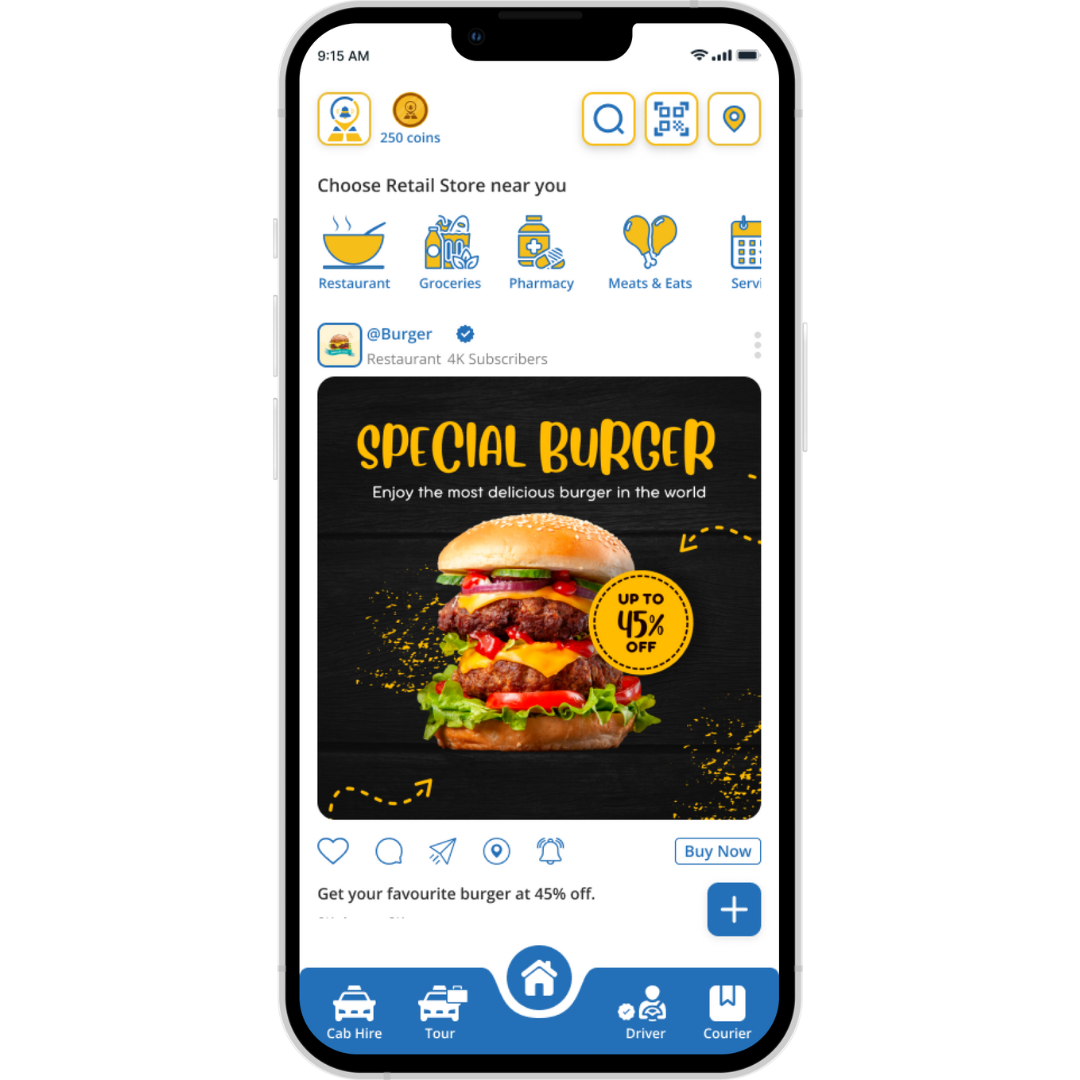 9:15 AM
250 coins
Choose Retail Store near you
Restaurant
Groceries
Pharmacy
Meats & Eats
Servi
@Burger
Restaurant 4K Subscribers
SPECIAL BURGER
Enjoy the most delicious burger in the world
UP TO
45%
OFF
Buy Now
Get your favourite burger at 45% off.
Cab Hire
Tour
Driver
Courier